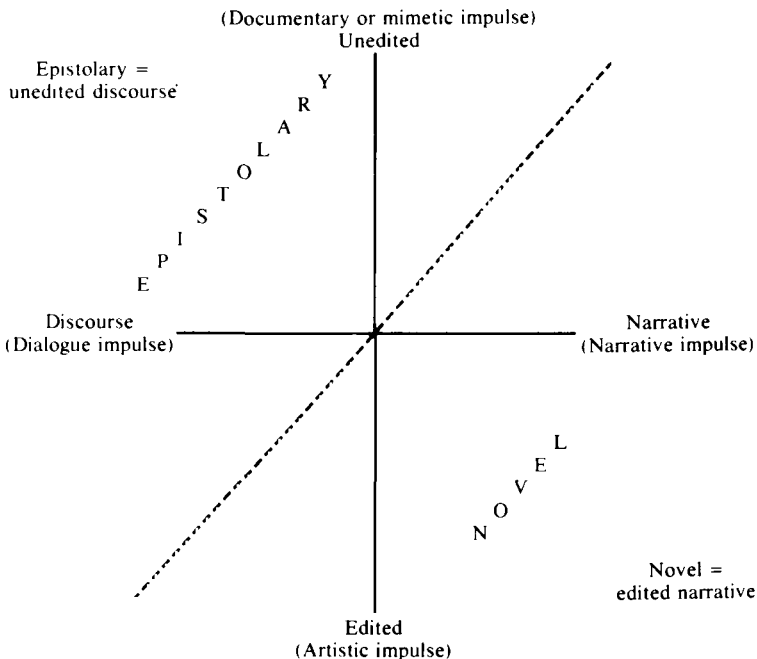 (Documentary or mimetic impulse)
Unedited
Epistolary =
unedited discourse
EPISTOLARY
Discourse
(Dialogue impulse)
Narrative
(Narrative impulse)
NOVEL
Novel =
edited narrative
Edited
(Artistic impulse)